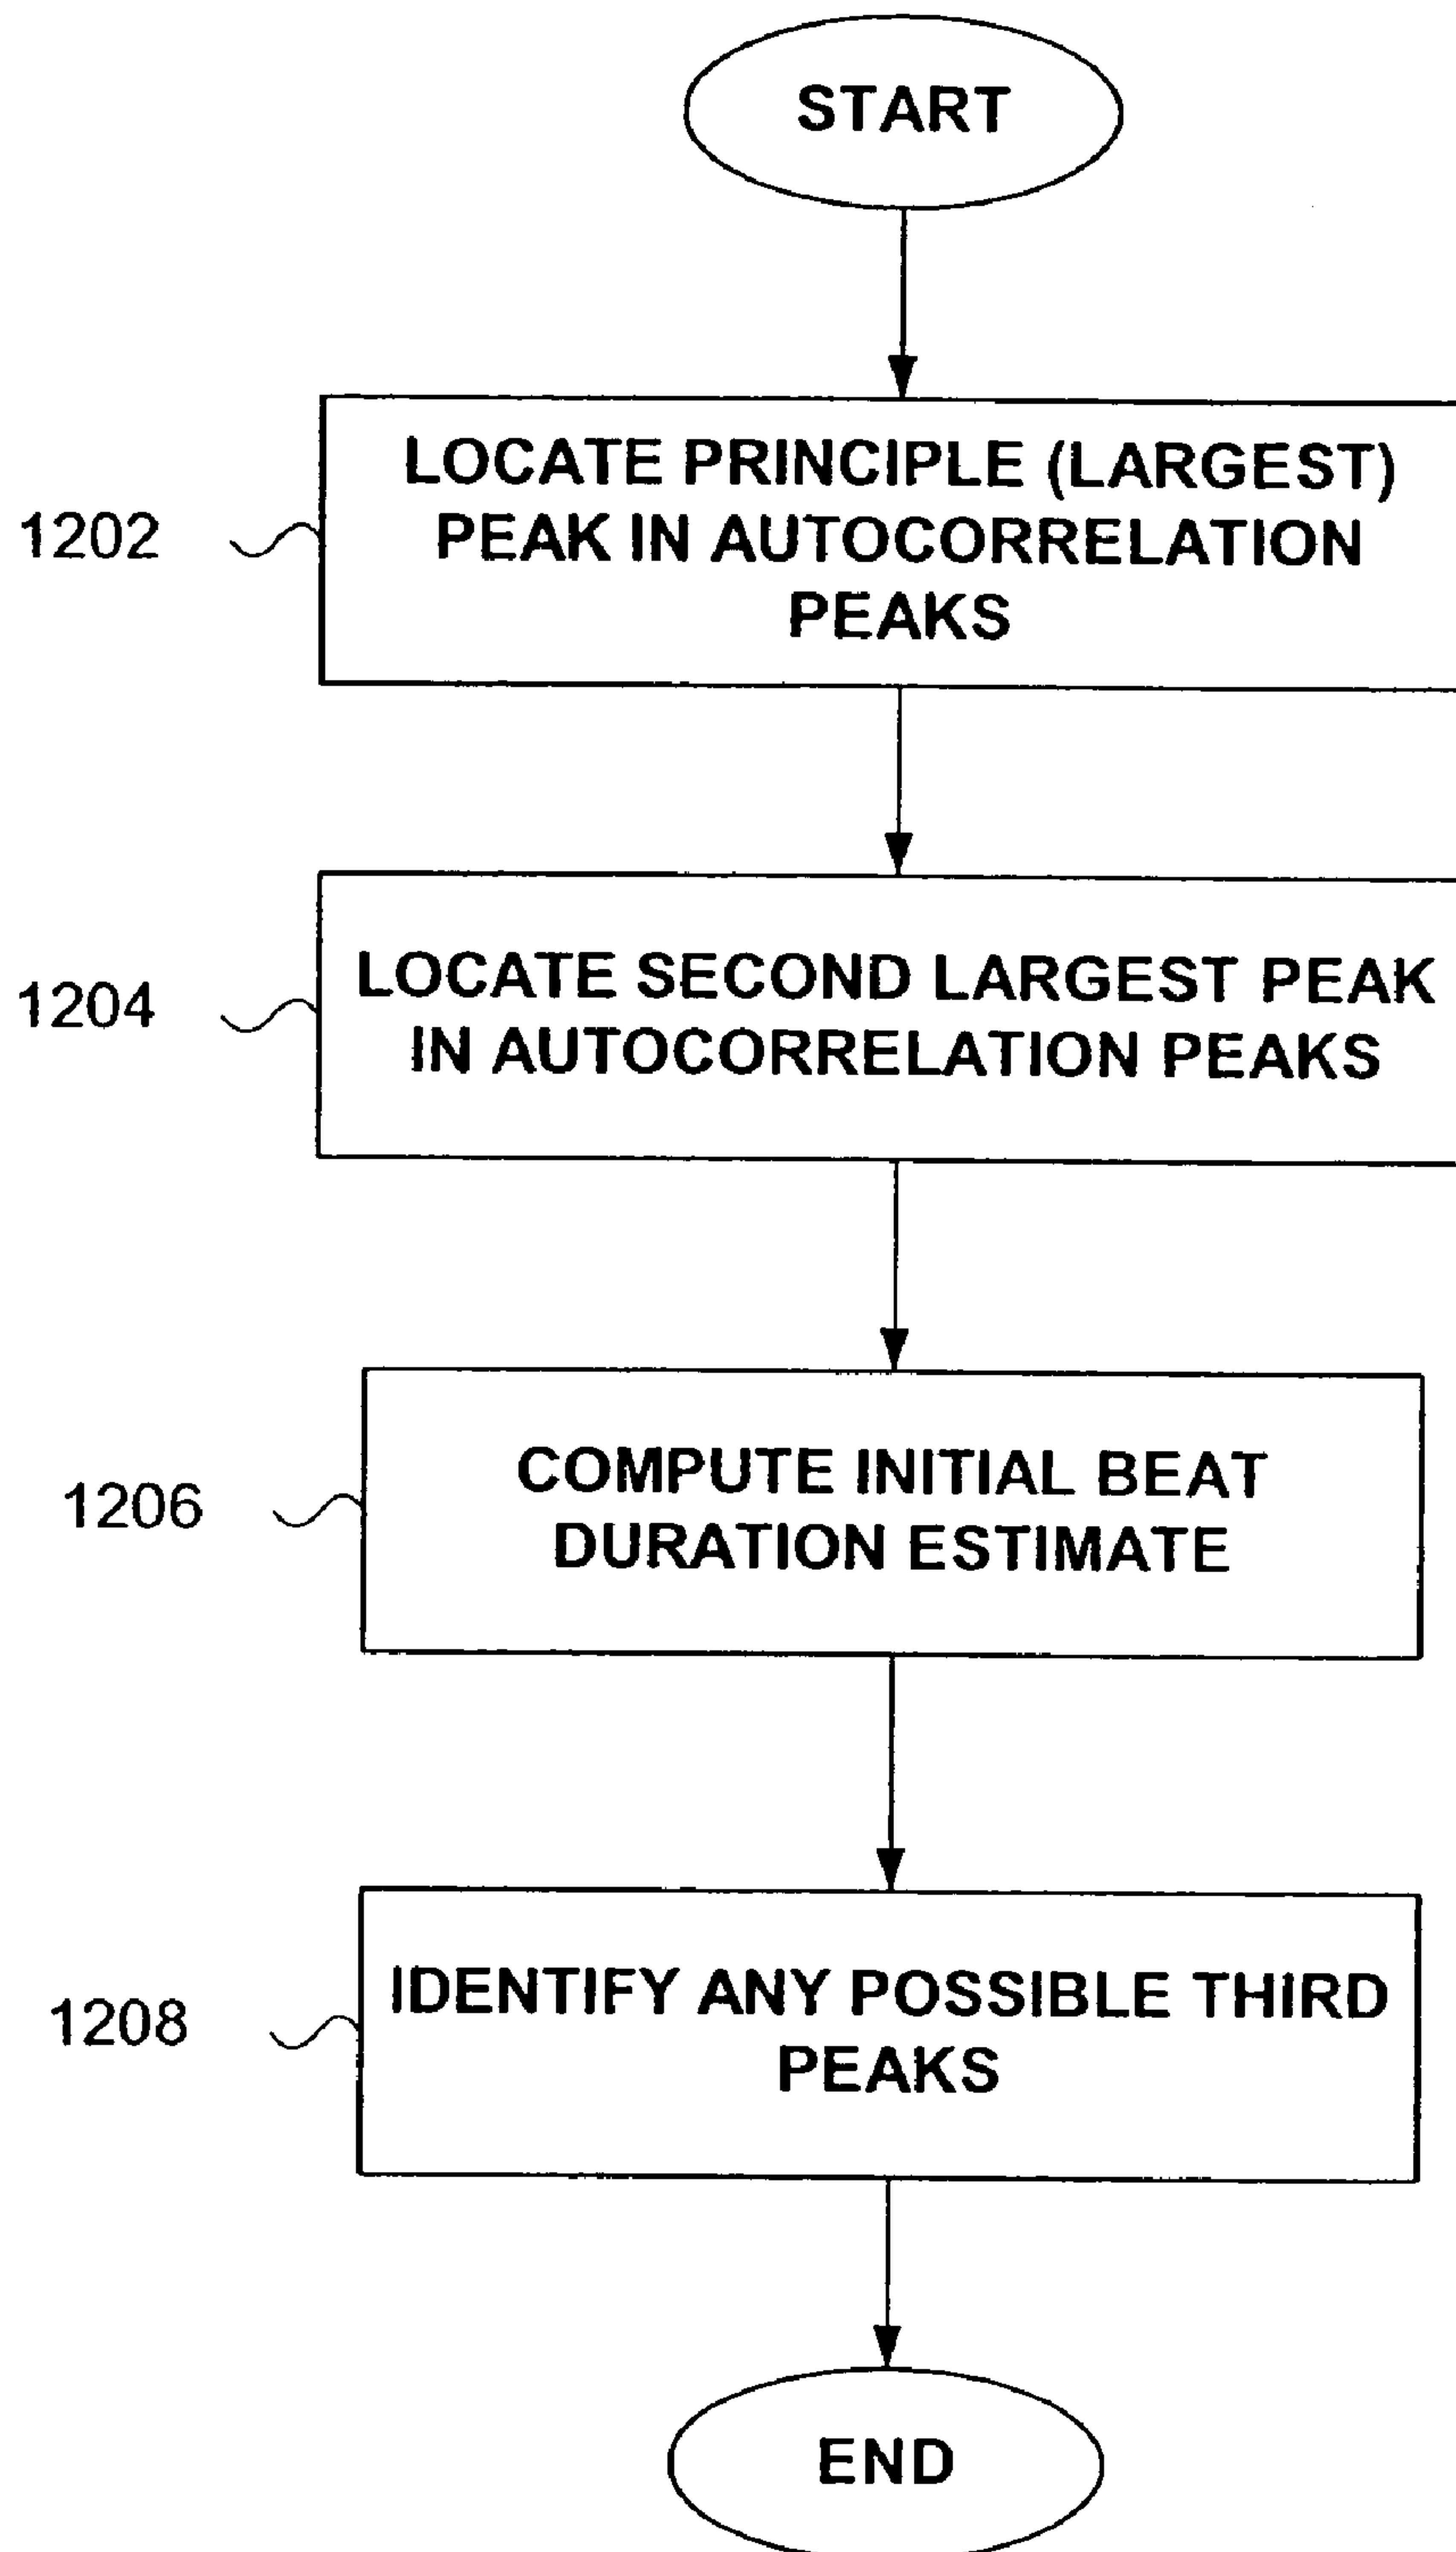 START
LOCATE PRINCIPLE (LARGEST)
PEAK IN AUTOCORRELATION
PEAKS
1202
LOCATE SECOND LARGEST PEAK
IN AUTOCORRELATION PEAKS
1204
COMPUTE INITIAL BEAT
DURATION ESTIMATE
1206
IDENTIFY ANY POSSIBLE THIRD
PEAKS
1208
END